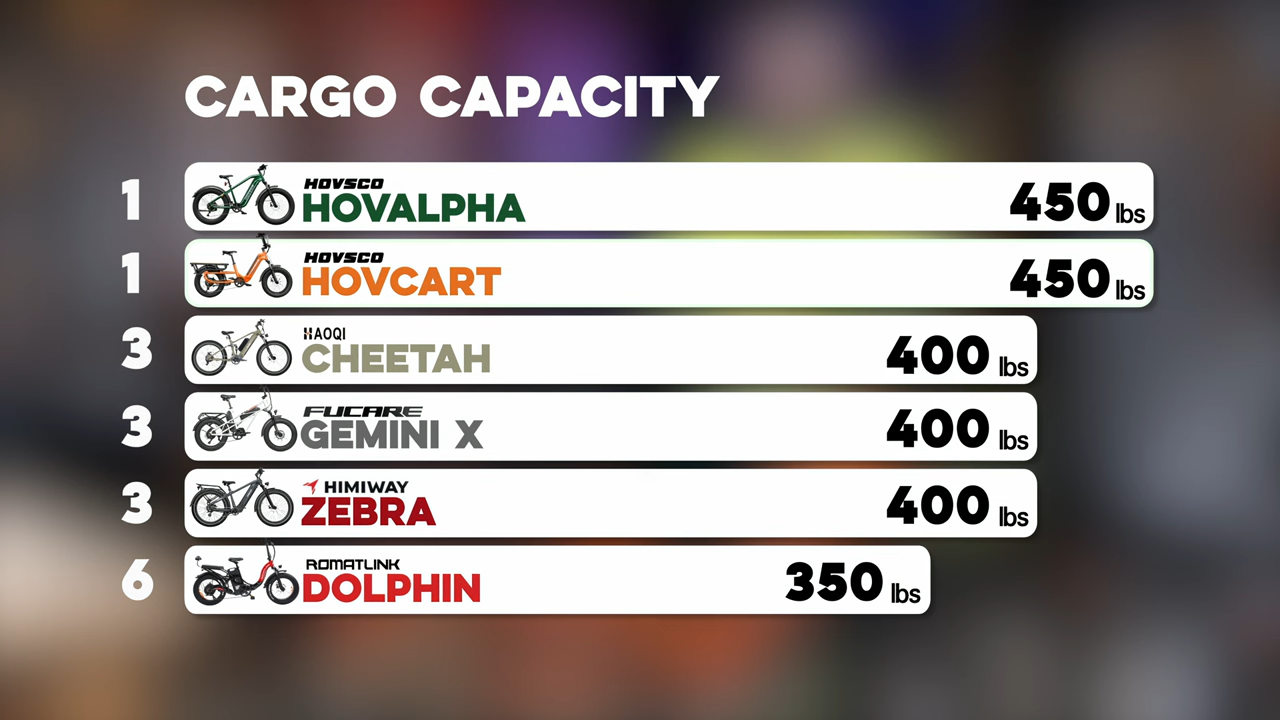 CARGO CAPACITY
1 HOVSCO HOVALPHA 450 lbs
1 HOVSCO HOVCART 450 lbs
3 HAOQI CHEETAH 400 lbs
3 FUCARE GEMINI X 400 lbs
3 HIMIWAY ZEBRA 400 lbs
6 ROMATLINK DOLPHIN 350 lbs